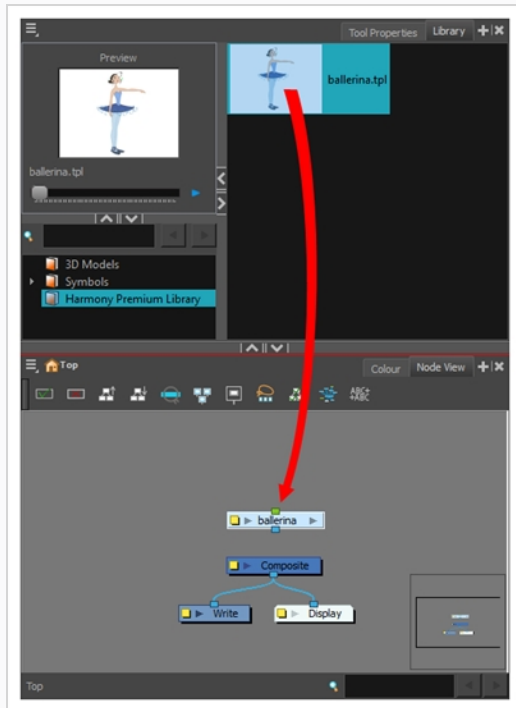 Tool Properties Library
Preview
ballerina.tpl
ballerina.tpl
3D Models
Symbols
Harmony Premium Library
Top
Colour Node View
ABC+
+ABC
ballerina
Composite
Write Display
Top